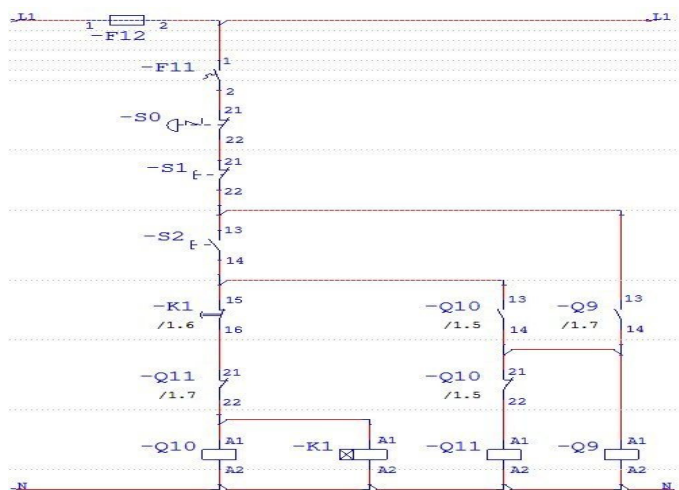 L1 L1
1 2
-F12
1
-F11
2
21
-S0
22
21
-S1
22
13
-S2
14
15 13 13
-K1 -Q10 -Q9
/1.6 16 /1.5 14 /1.7 14
21 21
-Q11 -Q10
/1.7 22 /1.5 22
A1 A1 A1 A1
-Q10 -K1 -Q11 -Q9
A2 A2 A2 A2
N N